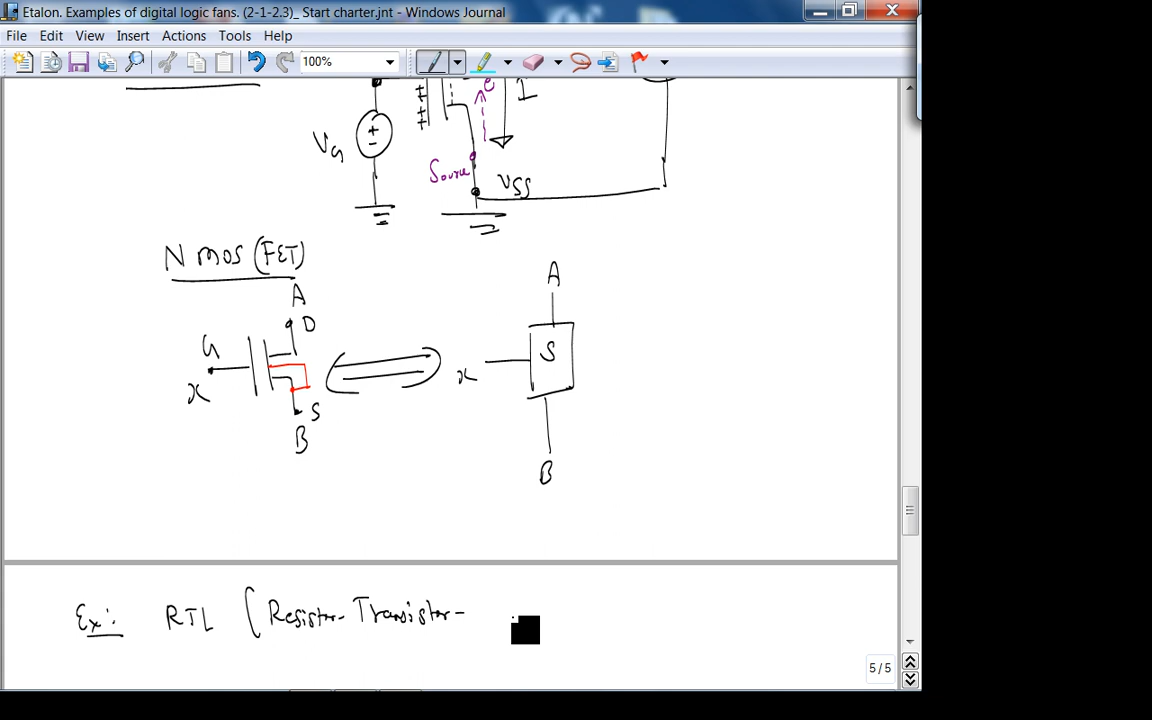 Etalon. Examples of digital logic fans. (2-1-2.3)_ Start charter.jnt - Windows Journal
File Edit View Insert Actions Tools Help
100%
e I
VG
Source
VSS
N MOS (FET)
A
D
G
x
S
B
A
S
x
B
Ex: RTL (Resistor-Transistor-
5/5